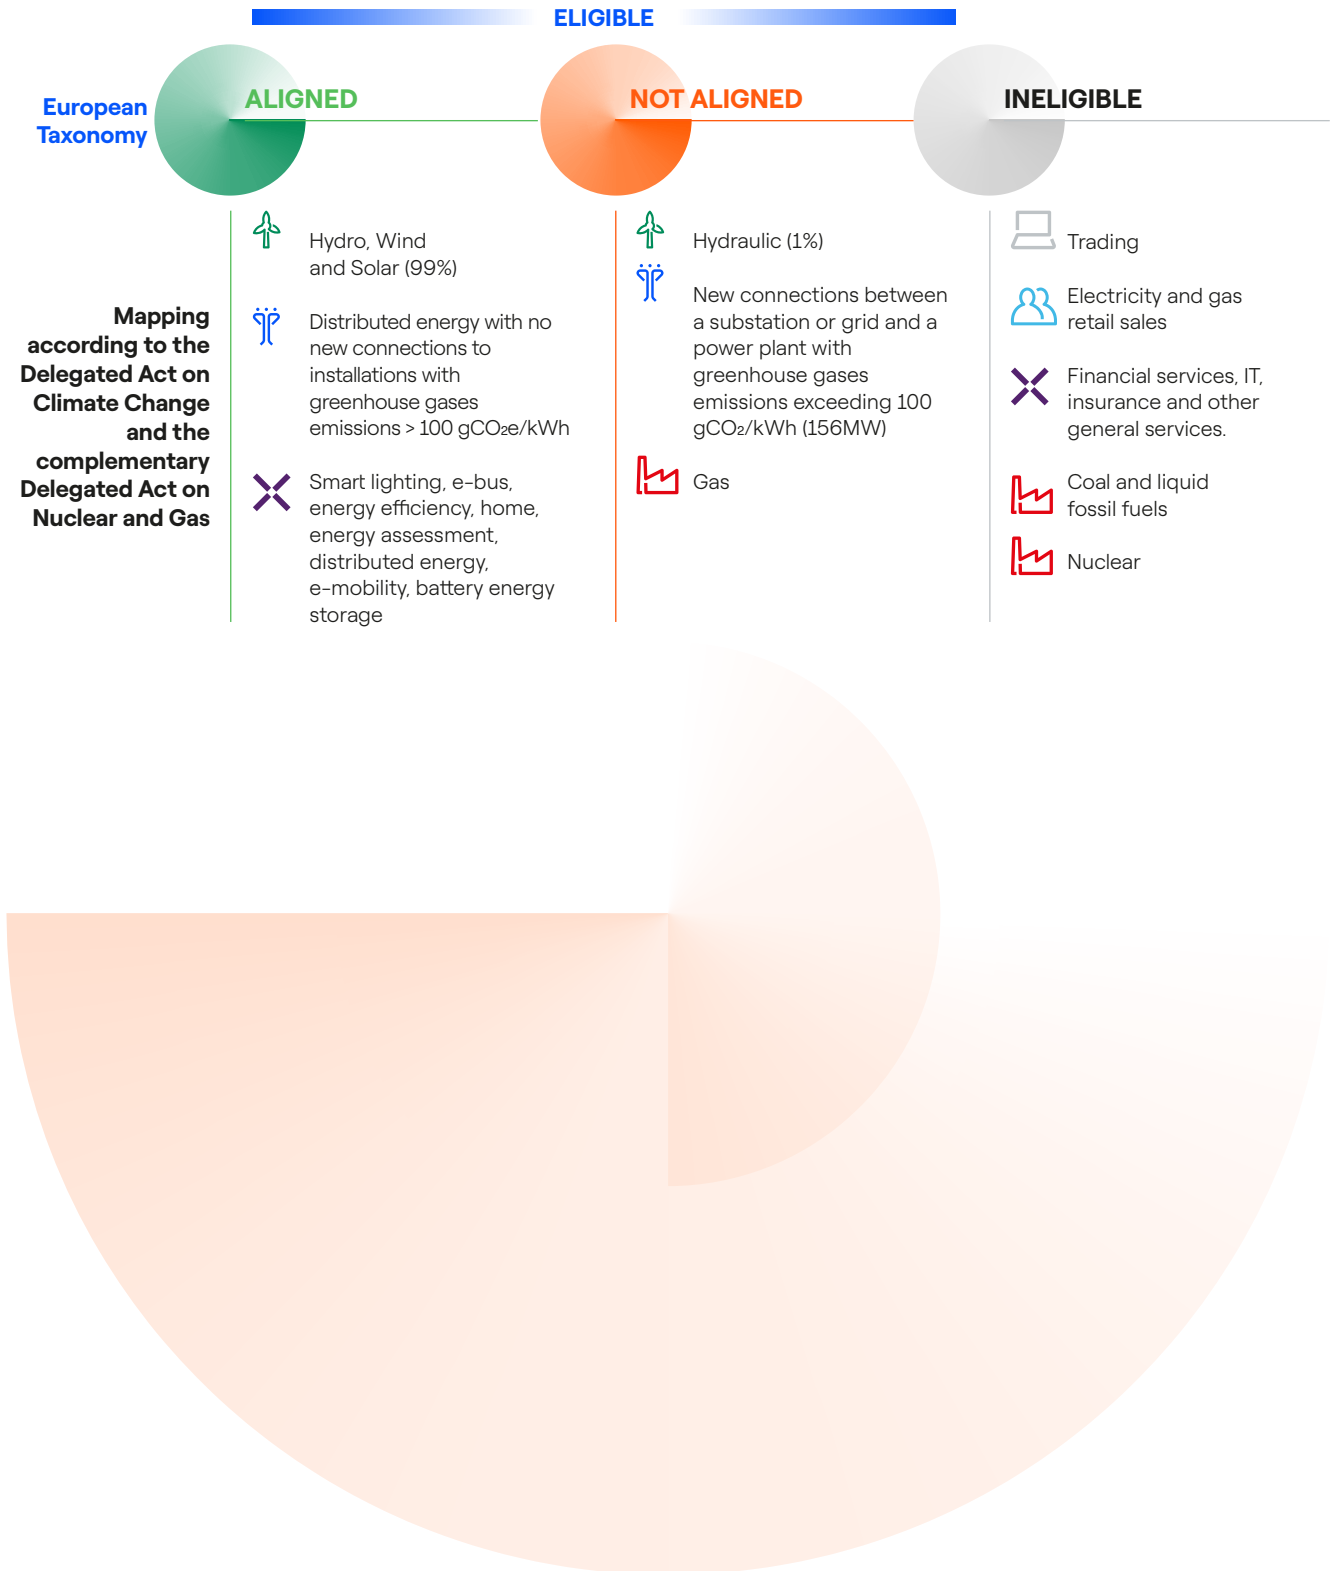 ELIGIBLE
European
Taxonomy
ALIGNED
NOT ALIGNED
INELIGIBLE
Mapping
according to the
Delegated Act on
Climate Change
and the
complementary
Delegated Act on
Nuclear and Gas
Hydro, Wind
and Solar (99%)
Distributed energy with no
new connections to
installations with
greenhouse gases
emissions > 100 gCO₂e/kWh
Smart lighting, e-bus,
energy efficiency, home,
energy assessment,
distributed energy,
e-mobility, battery energy
storage
Hydraulic (1%)
New connections between
a substation or grid and a
power plant with
greenhouse gases
emissions exceeding 100
gCO₂/kWh (156MW)
Gas
Trading
Electricity and gas
retail sales
Financial services, IT,
insurance and other
general services.
Coal and liquid
fossil fuels
Nuclear